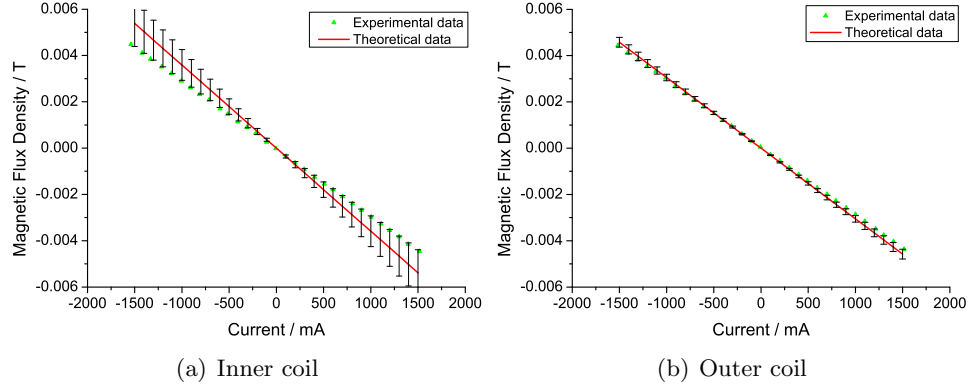 0.006
0.004
0.002
0.000
-0.002
-0.004
-0.006
Magnetic Flux Density / T
Experimental data
Theoretical data
-2000 -1500 -1000 -500 0 500 1000 1500 2000
Current / mA
(a) Inner coil
0.006
0.004
0.002
0.000
-0.002
-0.004
-0.006
Magnetic Flux Density / T
Experimental data
Theoretical data
-2000 -1500 -1000 -500 0 500 1000 1500 2000
Current / mA
(b) Outer coil